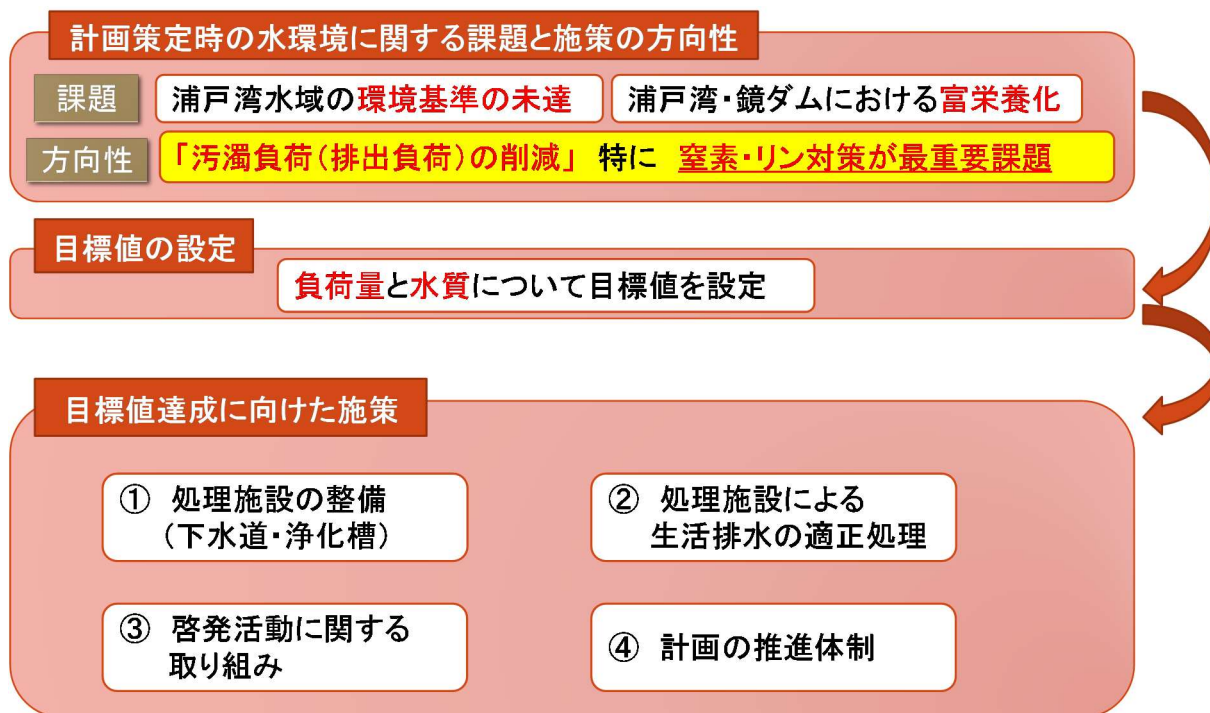 計画策定時の水環境に関する課題と施策の方向性
課題
浦戸湾水域の環境基準の未達
浦戸湾・鏡ダムにおける富栄養化
方向性
「汚濁負荷(排出負荷)の削減」 特に 窒素・リン対策が最重要課題
目標値の設定
負荷量と水質について目標値を設定
目標値達成に向けた施策
① 処理施設の整備
(下水道・浄化槽)
② 処理施設による
生活排水の適正処理
③ 啓発活動に関する
取り組み
④ 計画の推進体制